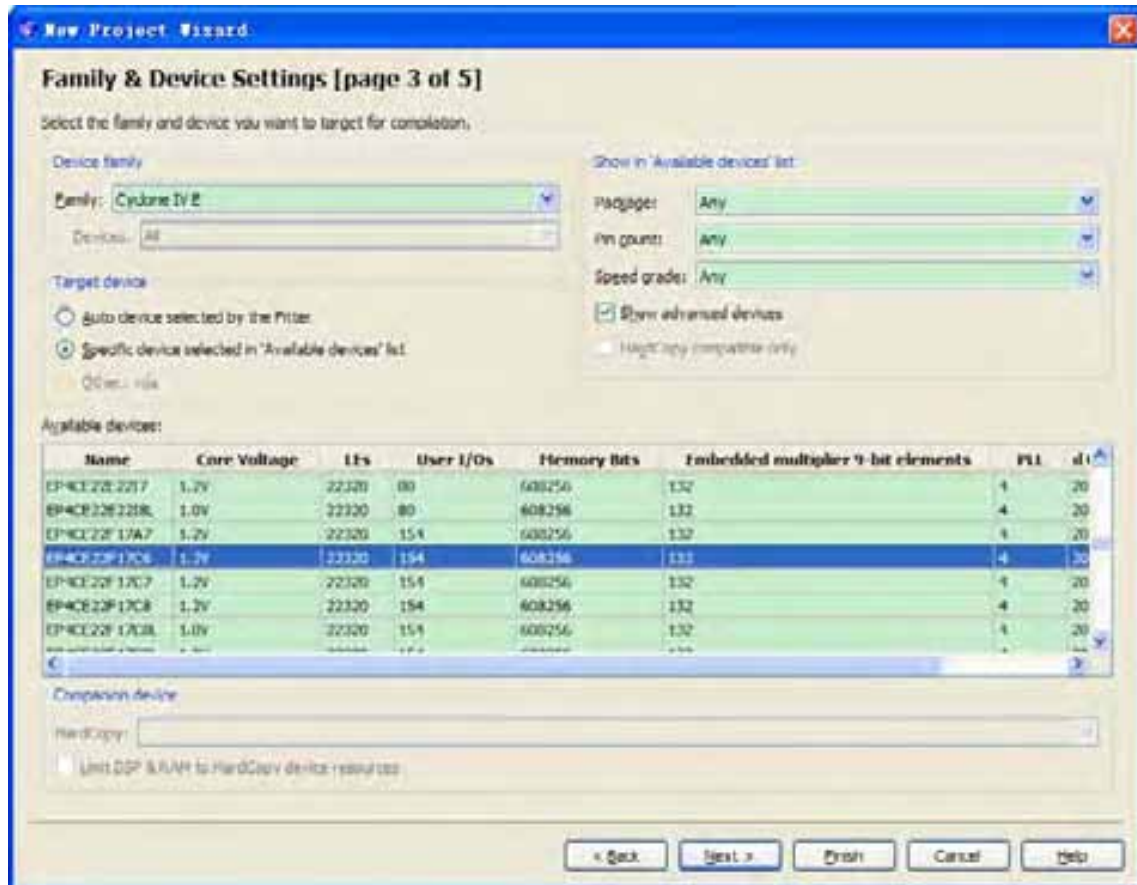 New Project Wizard
Family & Device Settings [page 3 of 5]
Select the family and device you want to target for compilation.
Device family
Family: Cyclone IV E
Devices: All
Show in 'Available devices' list
Package: Any
Pin count: Any
Speed grade: Any
Show advanced devices
HardCopy compatible only
Target device
Auto device selected by the Fitter
Specific device selected in 'Available devices' list
Other: n/a
Available devices:
Name Core Voltage LEs User I/Os Memory Bits Embedded multiplier 9-bit elements PLL
EP4CE22E22I7 1.2V 22320 80 608256 132 4 20
EP4CE22E22I8L 1.0V 22320 80 608256 132 4 20
EP4CE22F17A7 1.2V 22320 154 608256 132 4 20
EP4CE22F17C6 1.2V 22320 154 608256 132 4 20
EP4CE22F17C7 1.2V 22320 154 608256 132 4 20
EP4CE22F17C8 1.2V 22320 154 608256 132 4 20
EP4CE22F17C8L 1.0V 22320 154 608256 132 4 20
Companion device
HardCopy:
Limit DSP & RAM to HardCopy device resources
< Back Next > Finish Cancel Help